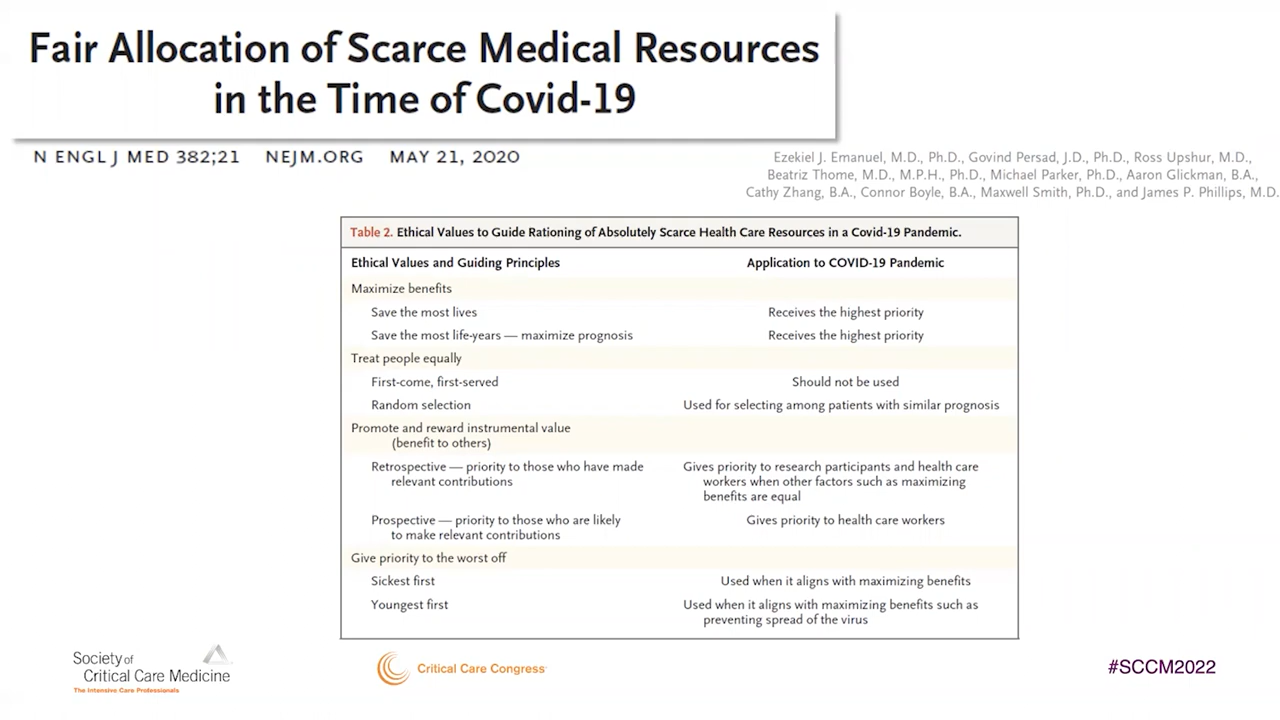 Fair Allocation of Scarce Medical Resources
in the Time of Covid-19
N ENGL J MED 382;21 NEJM.ORG MAY 21, 2020
Ezekiel J. Emanuel, M.D., Ph.D., Govind Persad, J.D., Ph.D., Ross Upshur, M.D.,
Beatriz Thome, M.D., M.P.H., Ph.D., Michael Parker, Ph.D., Aaron Glickman, B.A.,
Cathy Zhang, B.A., Connor Boyle, B.A., Maxwell Smith, Ph.D., and James P. Phillips, M.D.
Table 2. Ethical Values to Guide Rationing of Absolutely Scarce Health Care Resources in a Covid-19 Pandemic.
Ethical Values and Guiding Principles Application to COVID-19 Pandemic
Maximize benefits
Save the most lives Receives the highest priority
Save the most life-years — maximize prognosis Receives the highest priority
Treat people equally
First-come, first-served Should not be used
Random selection Used for selecting among patients with similar prognosis
Promote and reward instrumental value
(benefit to others)
Retrospective — priority to those who have made Gives priority to research participants and health care
relevant contributions workers when other factors such as maximizing
benefits are equal
Prospective — priority to those who are likely Gives priority to health care workers
to make relevant contributions
Give priority to the worst off
Sickest first Used when it aligns with maximizing benefits
Youngest first Used when it aligns with maximizing benefits such as
preventing spread of the virus
Society of
Critical Care Medicine
The Intensive Care Professionals
Critical Care Congress
#SCCM2022